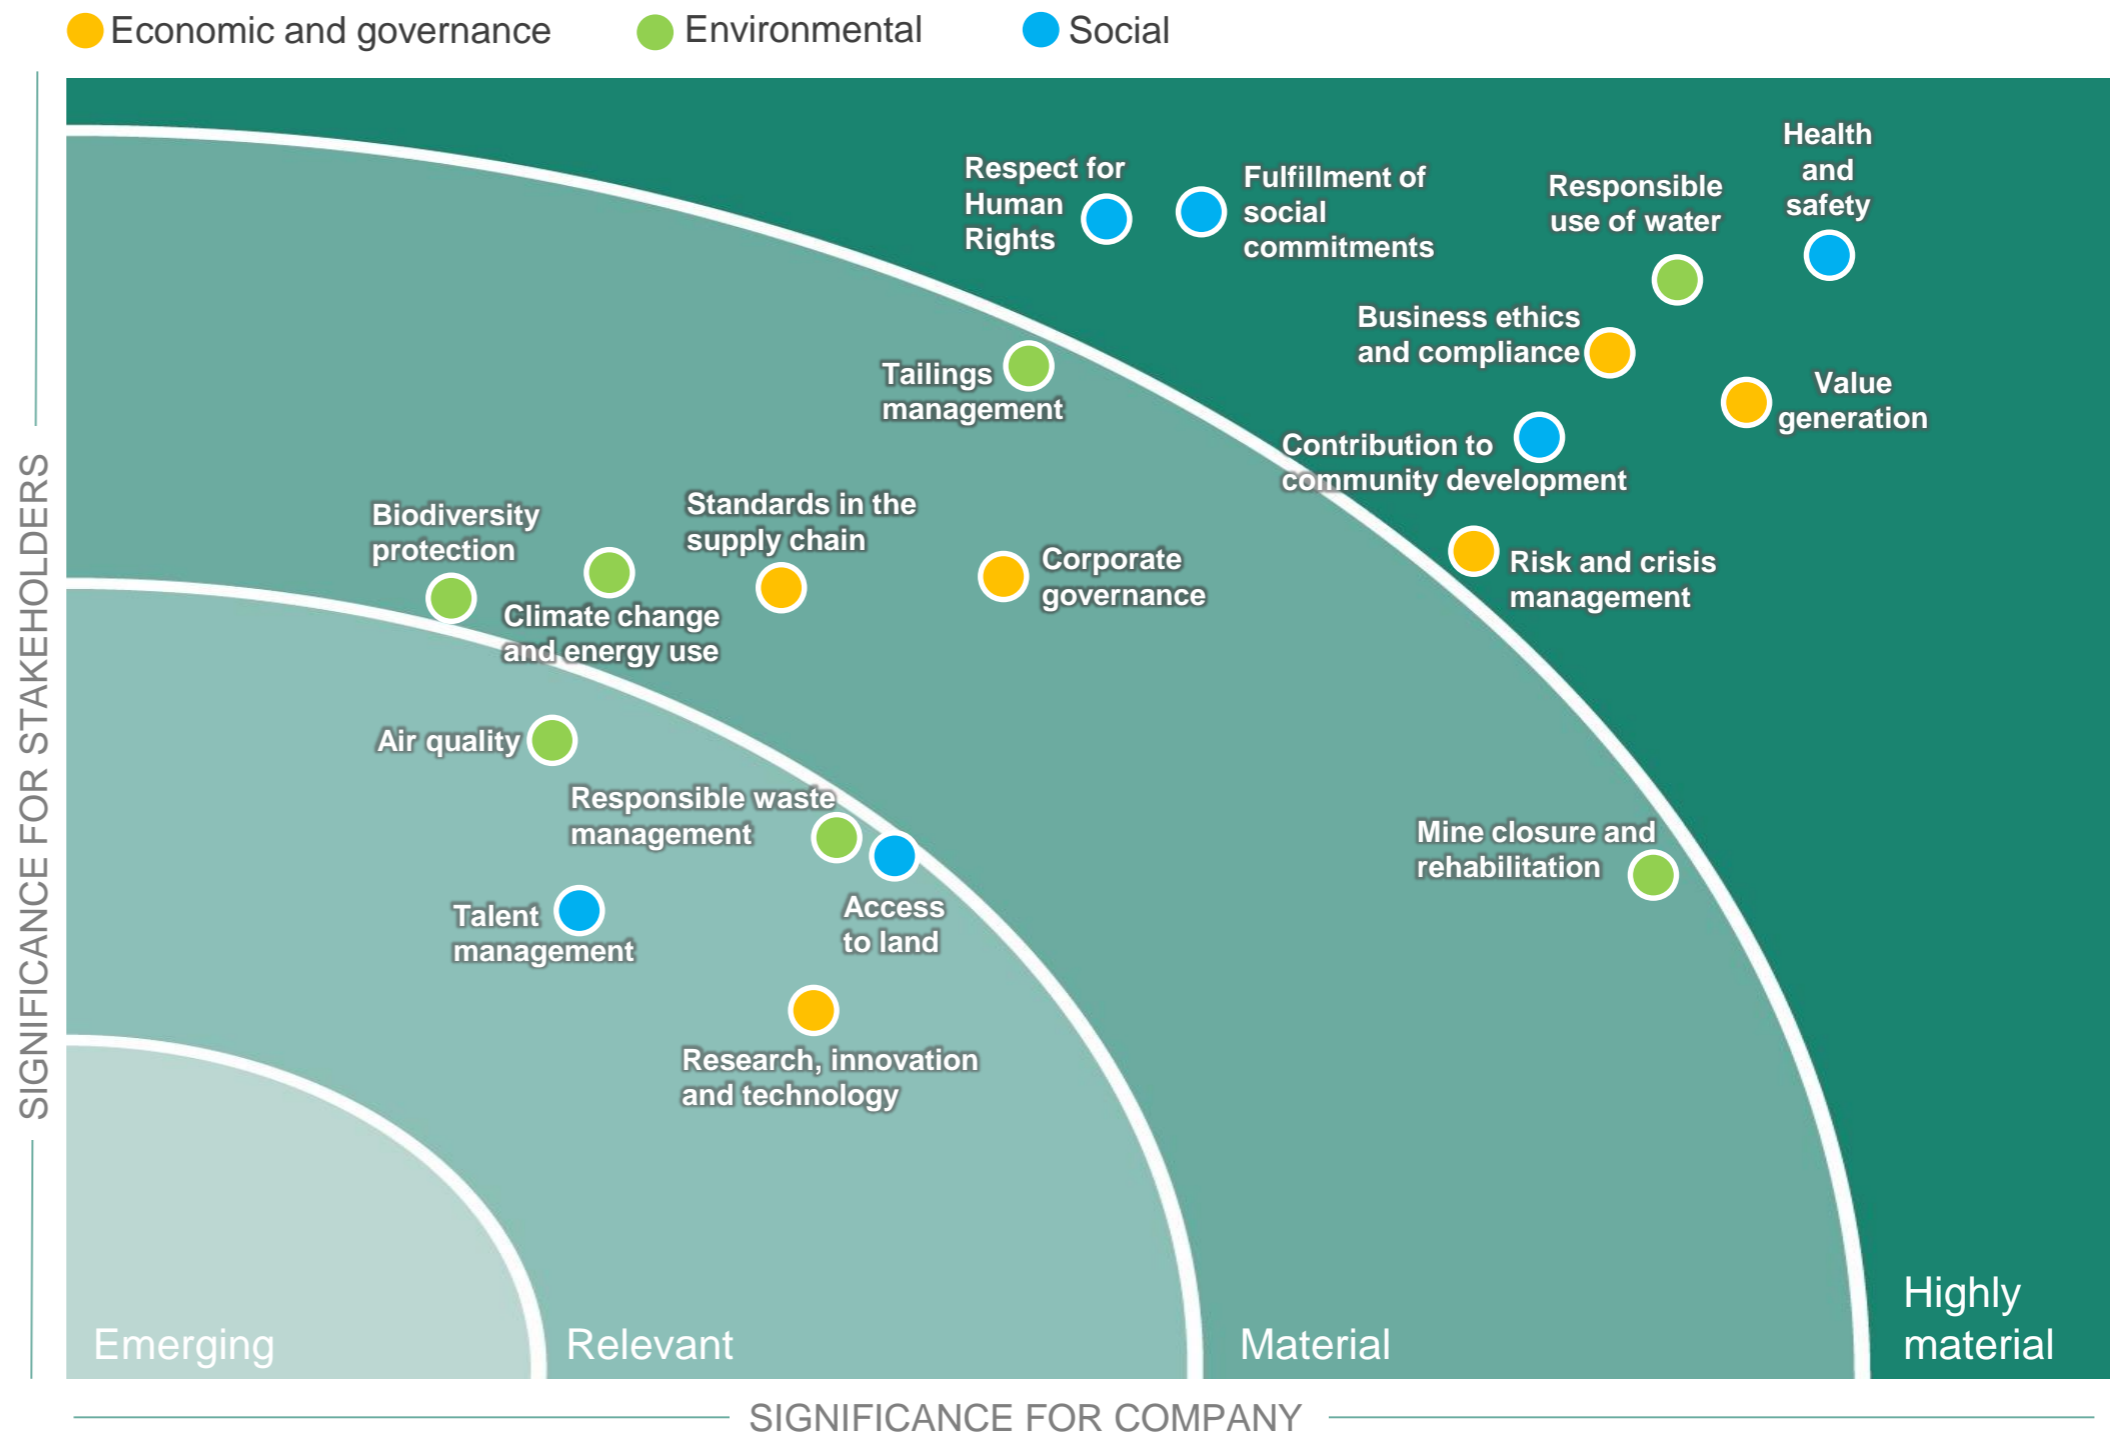 Economic and governance
Environmental
Social
Health
and
safety
Respect for
Human
Rights
Fulfillment of
social
commitments
Responsible
use of water
Business ethics
and compliance
Tailings
management
Value
generation
Contribution to
community development
Biodiversity
protection
Standards in the
supply chain
Corporate
governance
Risk and crisis
management
Climate change
and energy use
Air quality
Responsible waste
management
Mine closure and
rehabilitation
Talent
management
Access
to land
Research, innovation
and technology
Emerging
Relevant
Material
Highly
material
SIGNIFICANCE FOR STAKEHOLDERS
SIGNIFICANCE FOR COMPANY